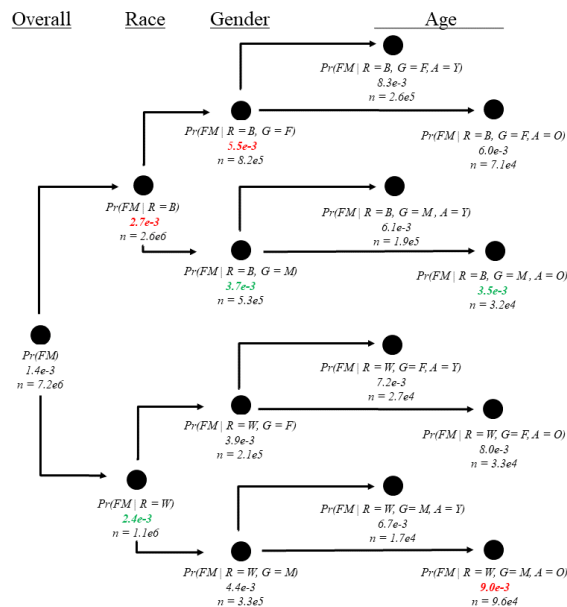 Overall Race Gender Age
Pr(FM | R = B, G = F, A = Y)
8.3e-3
n = 2.6e5
Pr(FM | R = B, G = F)
5.5e-3
n = 8.2e5
Pr(FM | R = B, G = F, A = O)
6.0e-3
n = 7.1e4
Pr(FM | R = B)
2.7e-3
n = 2.6e6
Pr(FM | R = B, G = M, A = Y)
6.1e-3
n = 1.9e5
Pr(FM | R = B, G = M)
3.7e-3
n = 5.3e5
Pr(FM | R = B, G = M, A = O)
3.5e-3
n = 3.2e4
Pr(FM)
1.4e-3
n = 7.2e6
Pr(FM | R = W, G= F, A = Y)
7.2e-3
n = 2.7e4
Pr(FM | R = W, G = F)
3.9e-3
n = 2.1e5
Pr(FM | R = W, G= F, A = O)
8.0e-3
n = 3.3e4
Pr(FM | R = W)
2.4e-3
n = 1.1e6
Pr(FM | R = W, G= M, A = Y)
6.7e-3
n = 1.7e4
Pr(FM | R = W, G = M)
4.4e-3
n = 3.3e5
Pr(FM | R = W, G= M, A = O)
9.0e-3
n = 9.6e4